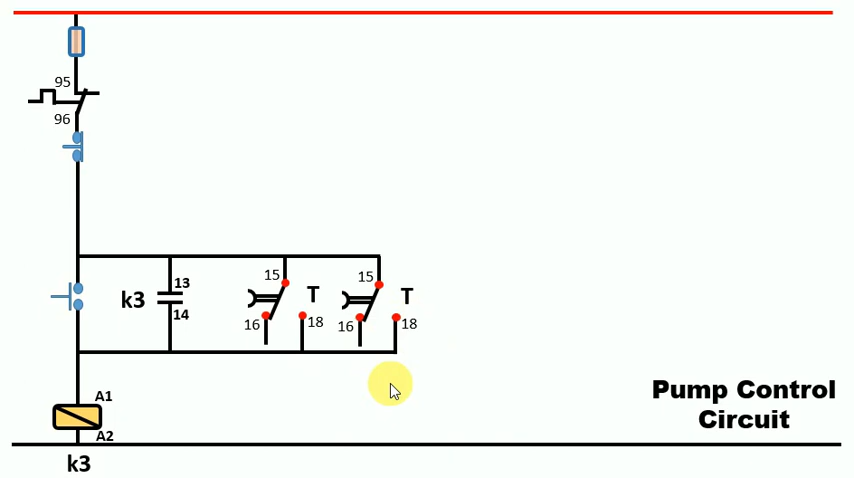 95
96
15
15
13
k3
T
T
14
16
18
16
18
A1
A2
k3
Pump Control
Circuit